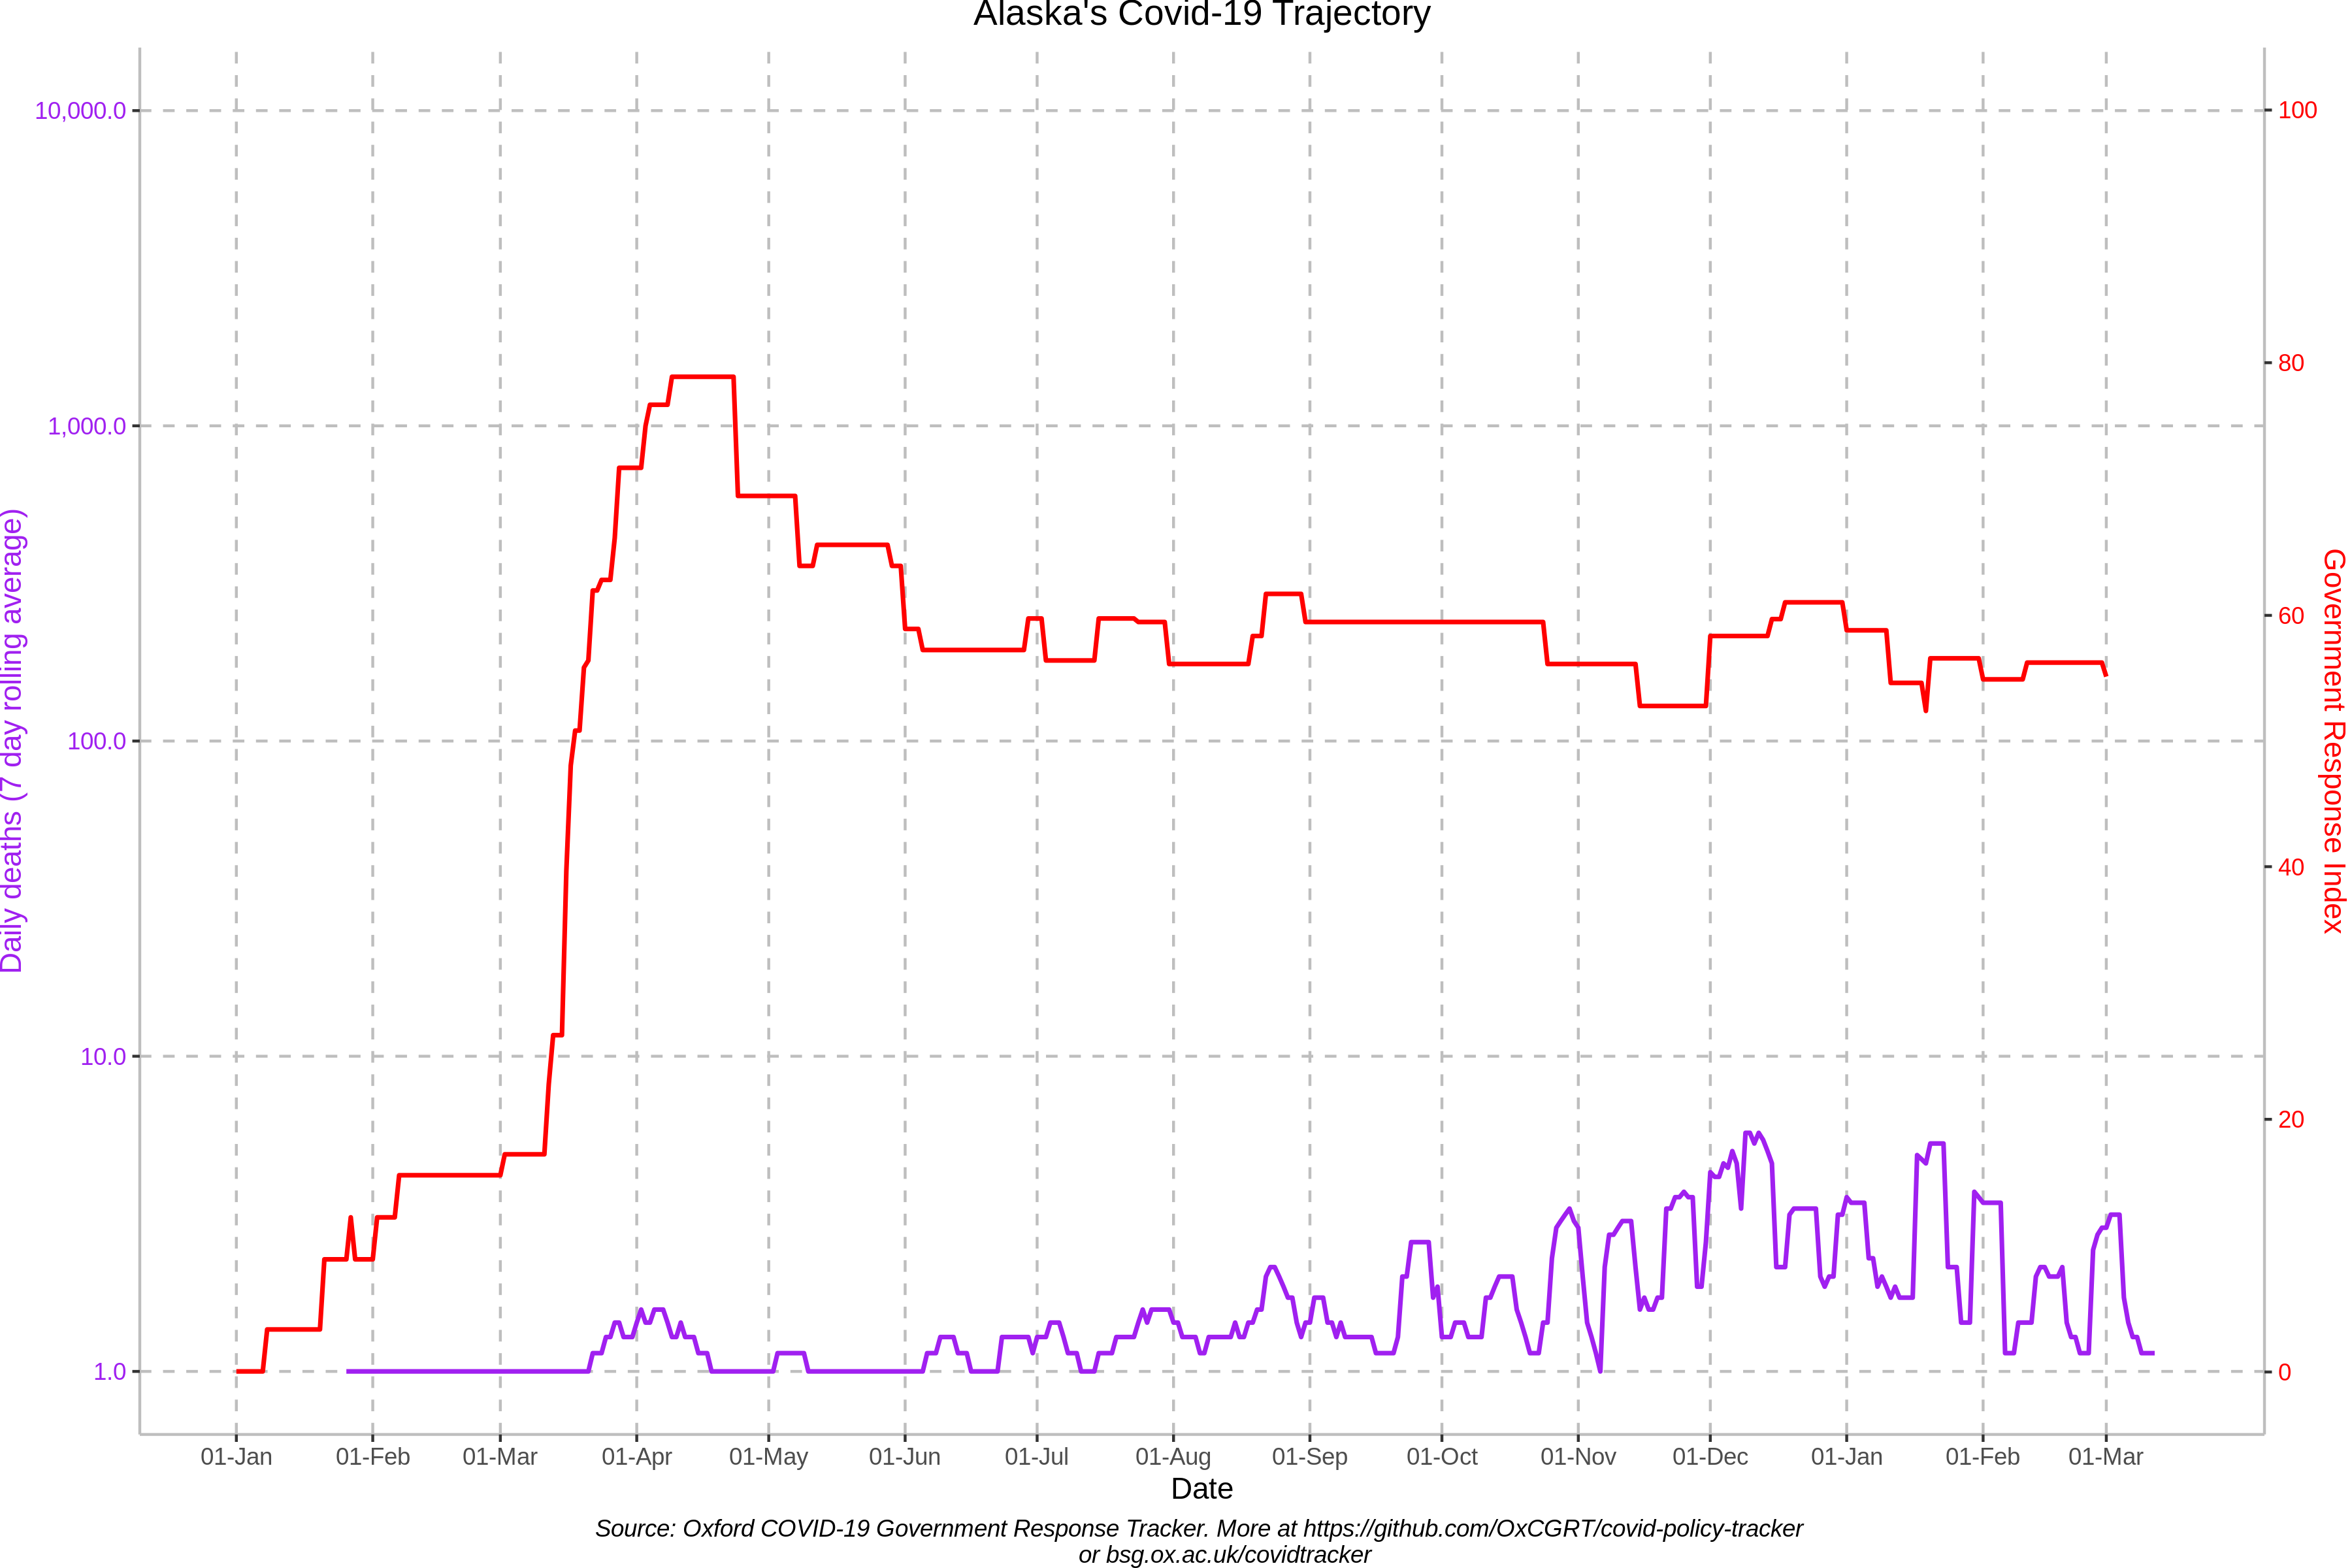 Alaska's Covid-19 Trajectory
10,000.0
1,000.0
100.0
10.0
1.0
Daily deaths (7 day rolling average)
100
80
60
40
20
0
Government Response Index
01-Jan 01-Feb 01-Mar 01-Apr 01-May 01-Jun 01-Jul 01-Aug 01-Sep 01-Oct 01-Nov 01-Dec 01-Jan 01-Feb 01-Mar
Date
Source: Oxford COVID-19 Government Response Tracker. More at https://github.com/OxCGRT/covid-policy-tracker
or bsg.ox.ac.uk/covidtracker